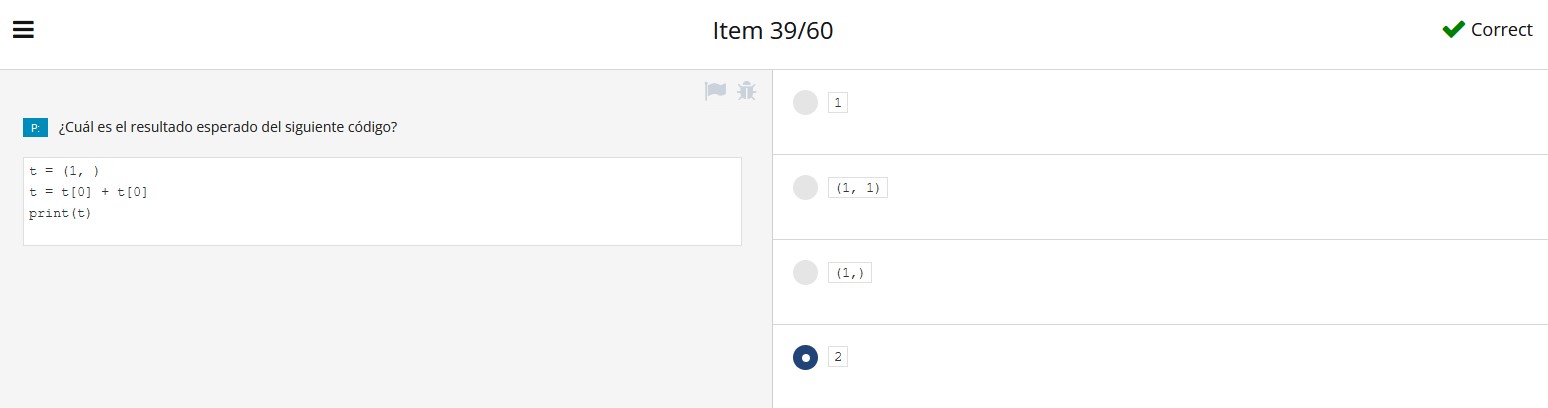 Item 39/60
Correct
P: ¿Cuál es el resultado esperado del siguiente código?
t = (1, )
t = t[0] + t[0]
print(t)
1
(1, 1)
(1,)
2